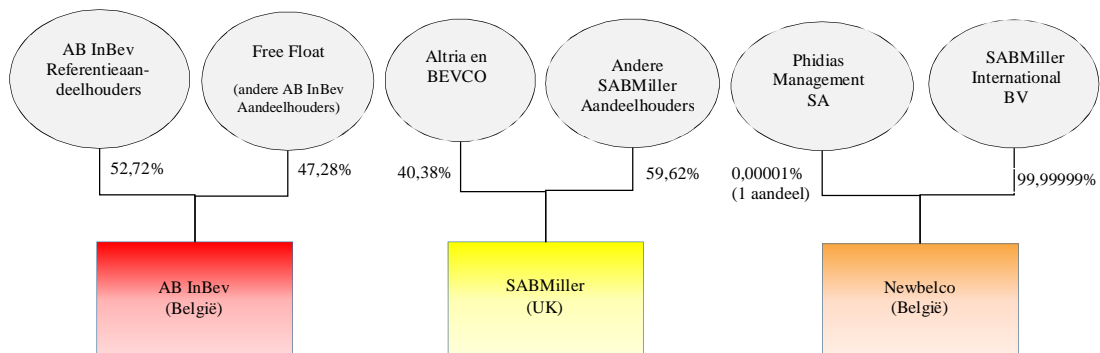 AB InBev
Referentieaan-
deelhouders
Free Float
(andere AB InBev
Aandeelhouders)
Altria en
BEVCO
Andere
SABMiller
Aandeelhouders
Phidias
Management
SA
SABMiller
International
BV
52,72%
47,28%
40,38%
59,62%
0,00001%
(1 aandeel)
99,99999%
AB InBev
(België)
SABMiller
(UK)
Newbelco
(België)